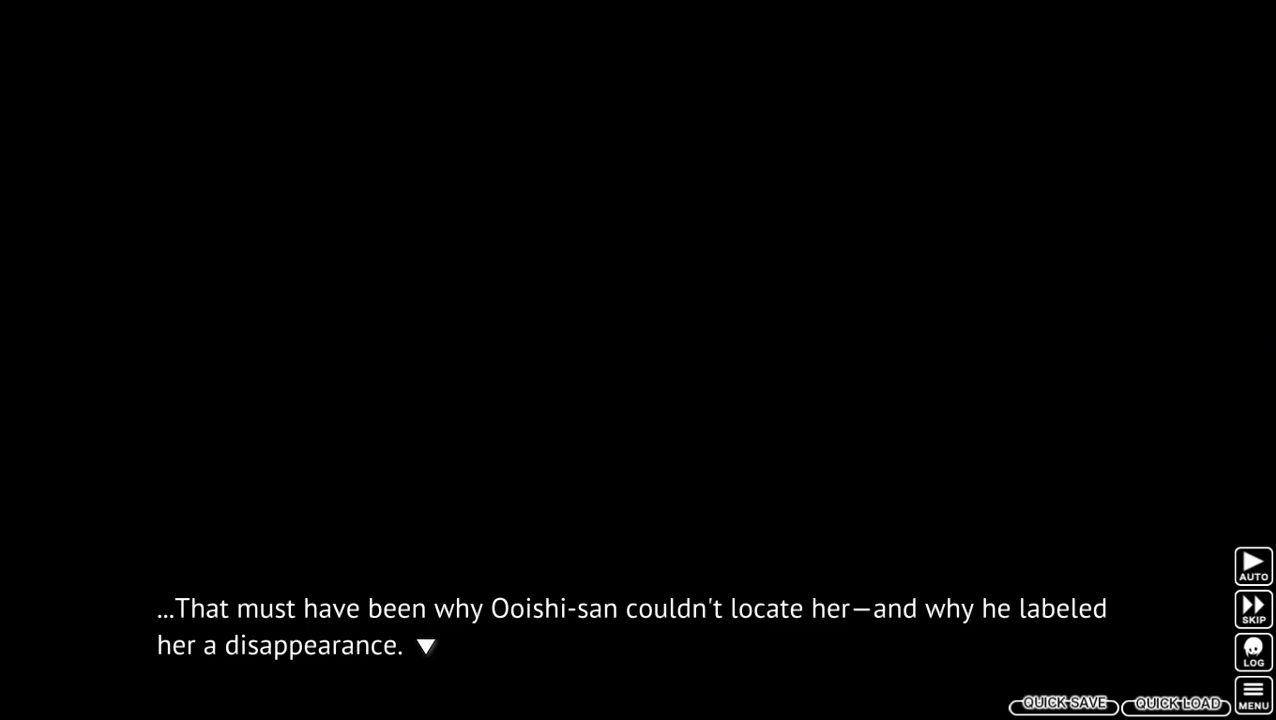 ...That must have been why Ooishi-san couldn't locate her—and why he labeled
her a disappearance.
AUTO
SKIP
LOG
MENU
QUICK SAVE QUICK LOAD